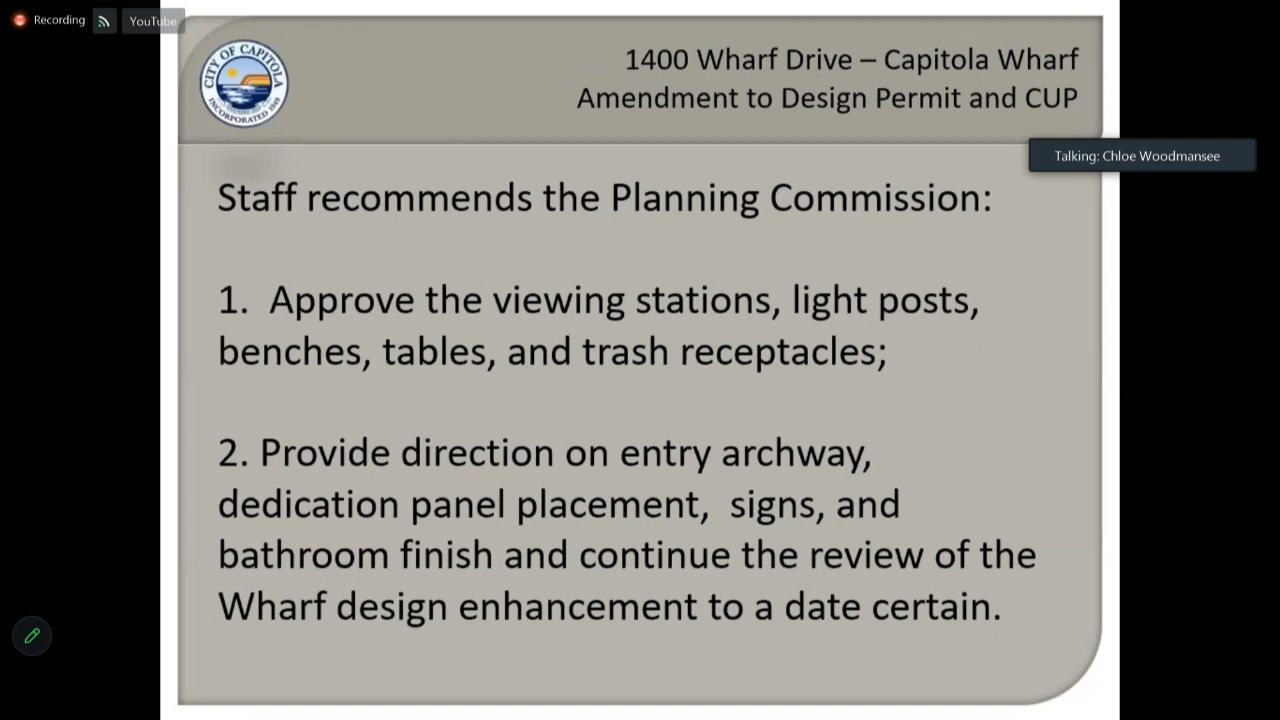 Recording
YouTube
CITY OF CAPITOLA
INCORPORATED 1949
1400 Wharf Drive – Capitola Wharf
Amendment to Design Permit and CUP
Talking: Chloe Woodmansee
Staff recommends the Planning Commission:
1. Approve the viewing stations, light posts,
benches, tables, and trash receptacles;
2. Provide direction on entry archway,
dedication panel placement, signs, and
bathroom finish and continue the review of the
Wharf design enhancement to a date certain.